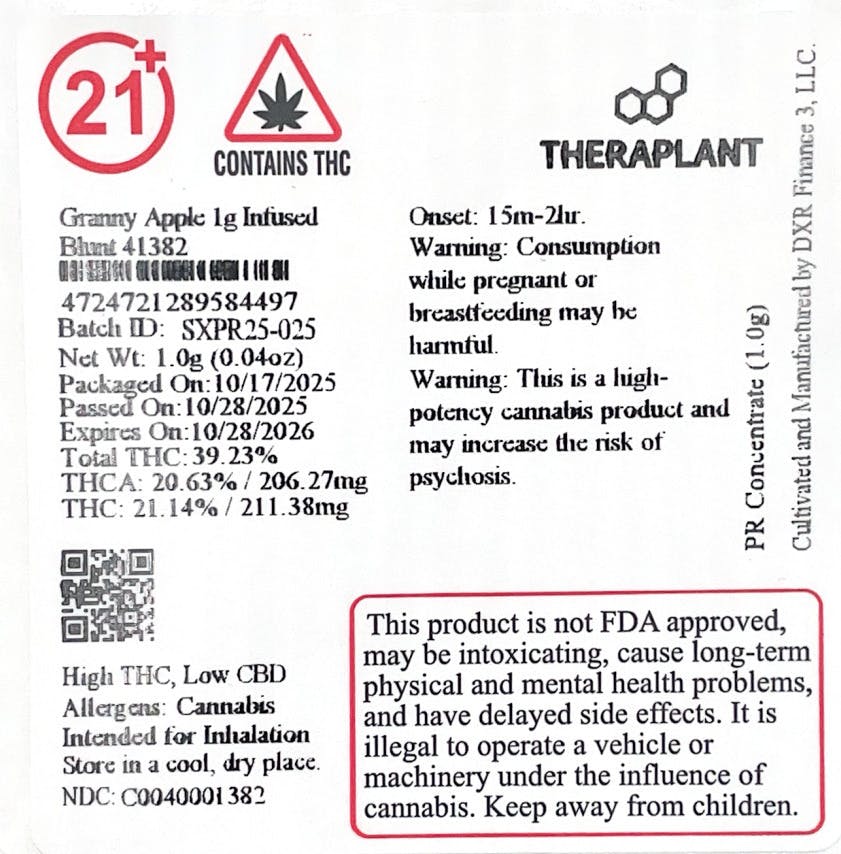 21+
CONTAINS THC
THERAPLANT
Granny Apple 1g Infused
Blunt 41382
4724721289584497
Batch ID: SXPR25-025
Net Wt: 1.0g (0.04oz)
Packaged On:10/17/2025
Passed On:10/28/2025
Expires On:10/28/2026
Total THC:39.23%
THCA: 20.63% / 206.27mg
THC: 21.14% / 211.38mg
High THC, Low CBD
Allergens: Cannabis
Intended for Inhalation
Store in a cool, dry place.
NDC: C0040001382
Onset: 15m-2hr.
Warning: Consumption
while pregnant or
breastfeeding may be
harmful.
Warning: This is a high-
potency cannabis product and
may increase the risk of
psychosis.
PR Concentrate (1.0g)
Cultivated and Manufactured by DXR Finance 3, LLC.
This product is not FDA approved,
may be intoxicating, cause long-term
physical and mental health problems,
and have delayed side effects. It is
illegal to operate a vehicle or
machinery under the influence of
cannabis. Keep away from children.